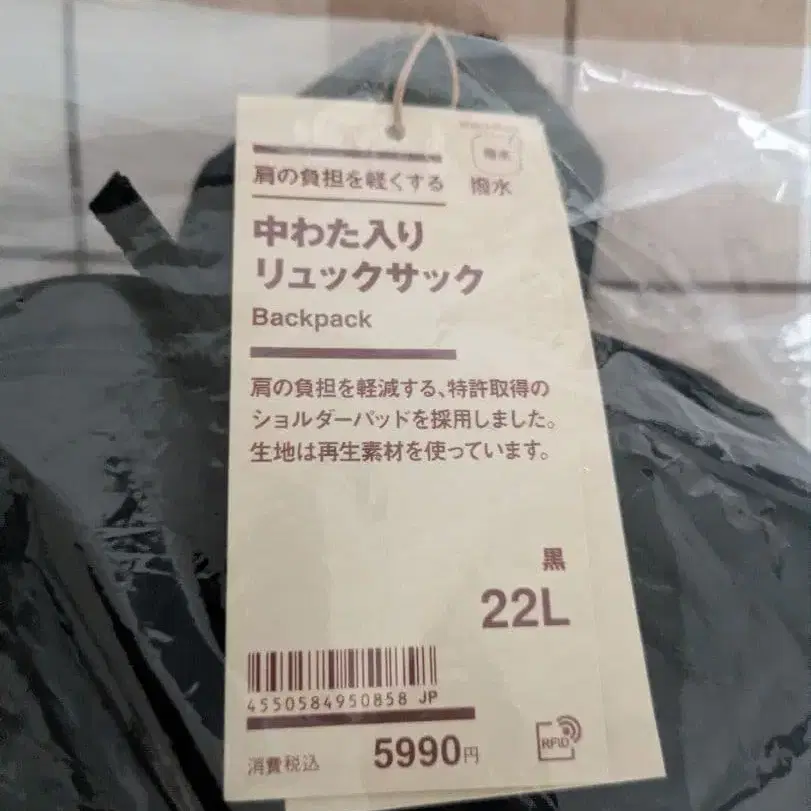 肩の負担を軽くする
撥水
撥水
中わた入り
リュックサック
Backpack
肩の負担を軽減する、特許取得の
ショルダーパッドを採用しました。
生地は再生素材を使っています。
黒
22L
4550584950858 JP
消費税込 5990円
RFID